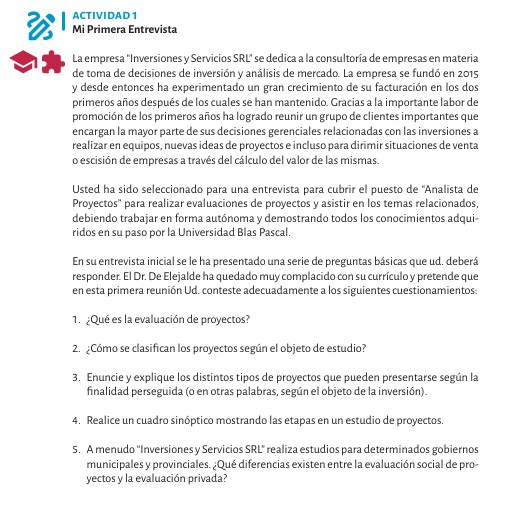 ACTIVIDAD 1
Mi Primera Entrevista
La empresa “Inversiones y Servicios SRL” se dedica a la consultoría de empresas en materia
de toma de decisiones de inversión y análisis de mercado. La empresa se fundó en 2015
y desde entonces ha experimentado un gran crecimiento de su facturación en los dos
primeros años después de los cuales se han mantenido. Gracias a la importante labor de
promoción de los primeros años ha logrado reunir un grupo de clientes importantes que
encargan la mayor parte de sus decisiones gerenciales relacionadas con las inversiones a
realizar en equipos, nuevas ideas de proyectos e incluso para dirimir situaciones de venta
o escisión de empresas a través del cálculo del valor de las mismas.
Usted ha sido seleccionado para una entrevista para cubrir el puesto de “Analista de
Proyectos” para realizar evaluaciones de proyectos y asistir en los temas relacionados,
debiendo trabajar en forma autónoma y demostrando todos los conocimientos adqui-
ridos en su paso por la Universidad Blas Pascal.
En su entrevista inicial se le ha presentado una serie de preguntas básicas que ud. deberá
responder. El Dr. De Elejalde ha quedado muy complacido con su currículo y pretende que
en esta primera reunión Ud. conteste adecuadamente a los siguientes cuestionamientos:
1. ¿Qué es la evaluación de proyectos?
2. ¿Cómo se clasifican los proyectos según el objeto de estudio?
3. Enuncie y explique los distintos tipos de proyectos que pueden presentarse según la
finalidad perseguida (o en otras palabras, según el objeto de la inversión).
4. Realice un cuadro sinóptico mostrando las etapas en un estudio de proyectos.
5. A menudo “Inversiones y Servicios SRL” realiza estudios para determinados gobiernos
municipales y provinciales. ¿Qué diferencias existen entre la evaluación social de pro-
yectos y la evaluación privada?